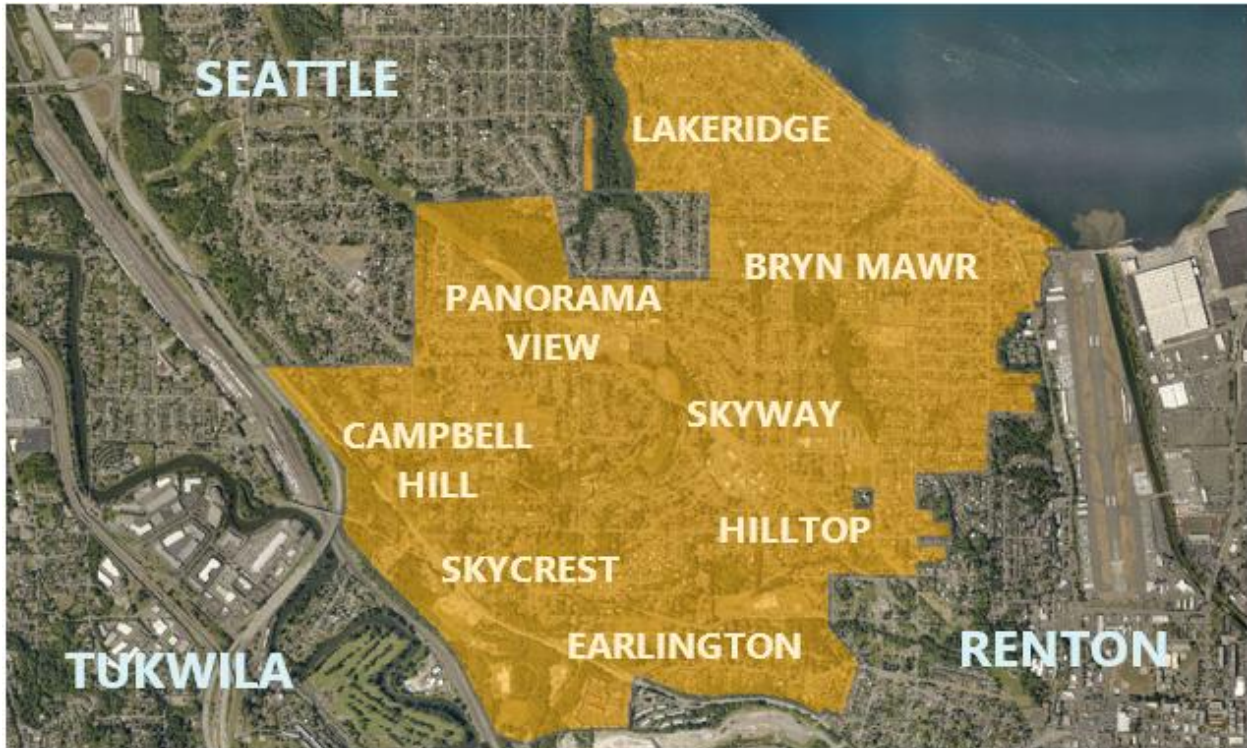 SEATTLE
LAKERIDGE
BRYN MAWR
PANORAMA
VIEW
SKYWAY
CAMPBELL
HILL
HILLTOP
SKYCREST
EARLINGTON
RENTON
TUKWILA